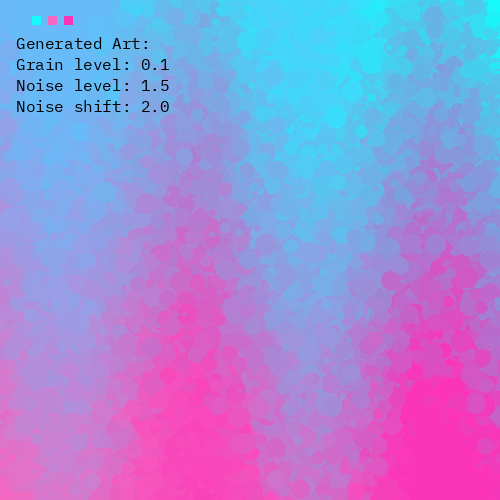 Generated Art:
Grain level: 0.1
Noise level: 1.5
Noise shift: 2.0